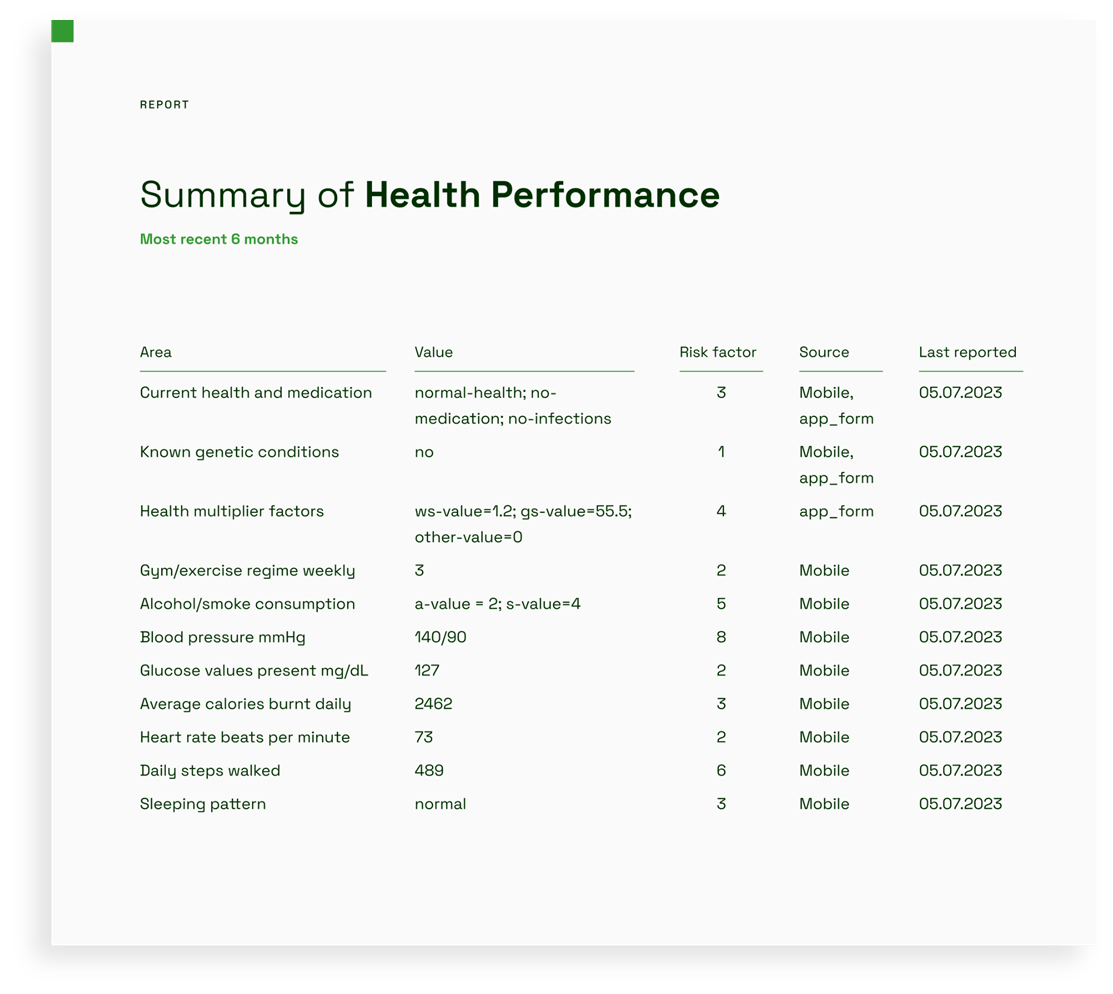 REPORT
Summary of Health Performance
Most recent 6 months
Area Value Risk factor Source Last reported
Current health and medication normal-health; no- 3 Mobile, 05.07.2023
medication; no-infections app_form
Known genetic conditions no 1 Mobile, 05.07.2023
app_form
Health multiplier factors ws-value=1.2; gs-value=55.5; 4 app_form 05.07.2023
other-value=0
Gym/exercise regime weekly 3 2 Mobile 05.07.2023
Alcohol/smoke consumption a-value = 2; s-value=4 5 Mobile 05.07.2023
Blood pressure mmHg 140/90 8 Mobile 05.07.2023
Glucose values present mg/dL 127 2 Mobile 05.07.2023
Average calories burnt daily 2462 3 Mobile 05.07.2023
Heart rate beats per minute 73 2 Mobile 05.07.2023
Daily steps walked 489 6 Mobile 05.07.2023
Sleeping pattern normal 3 Mobile 05.07.2023